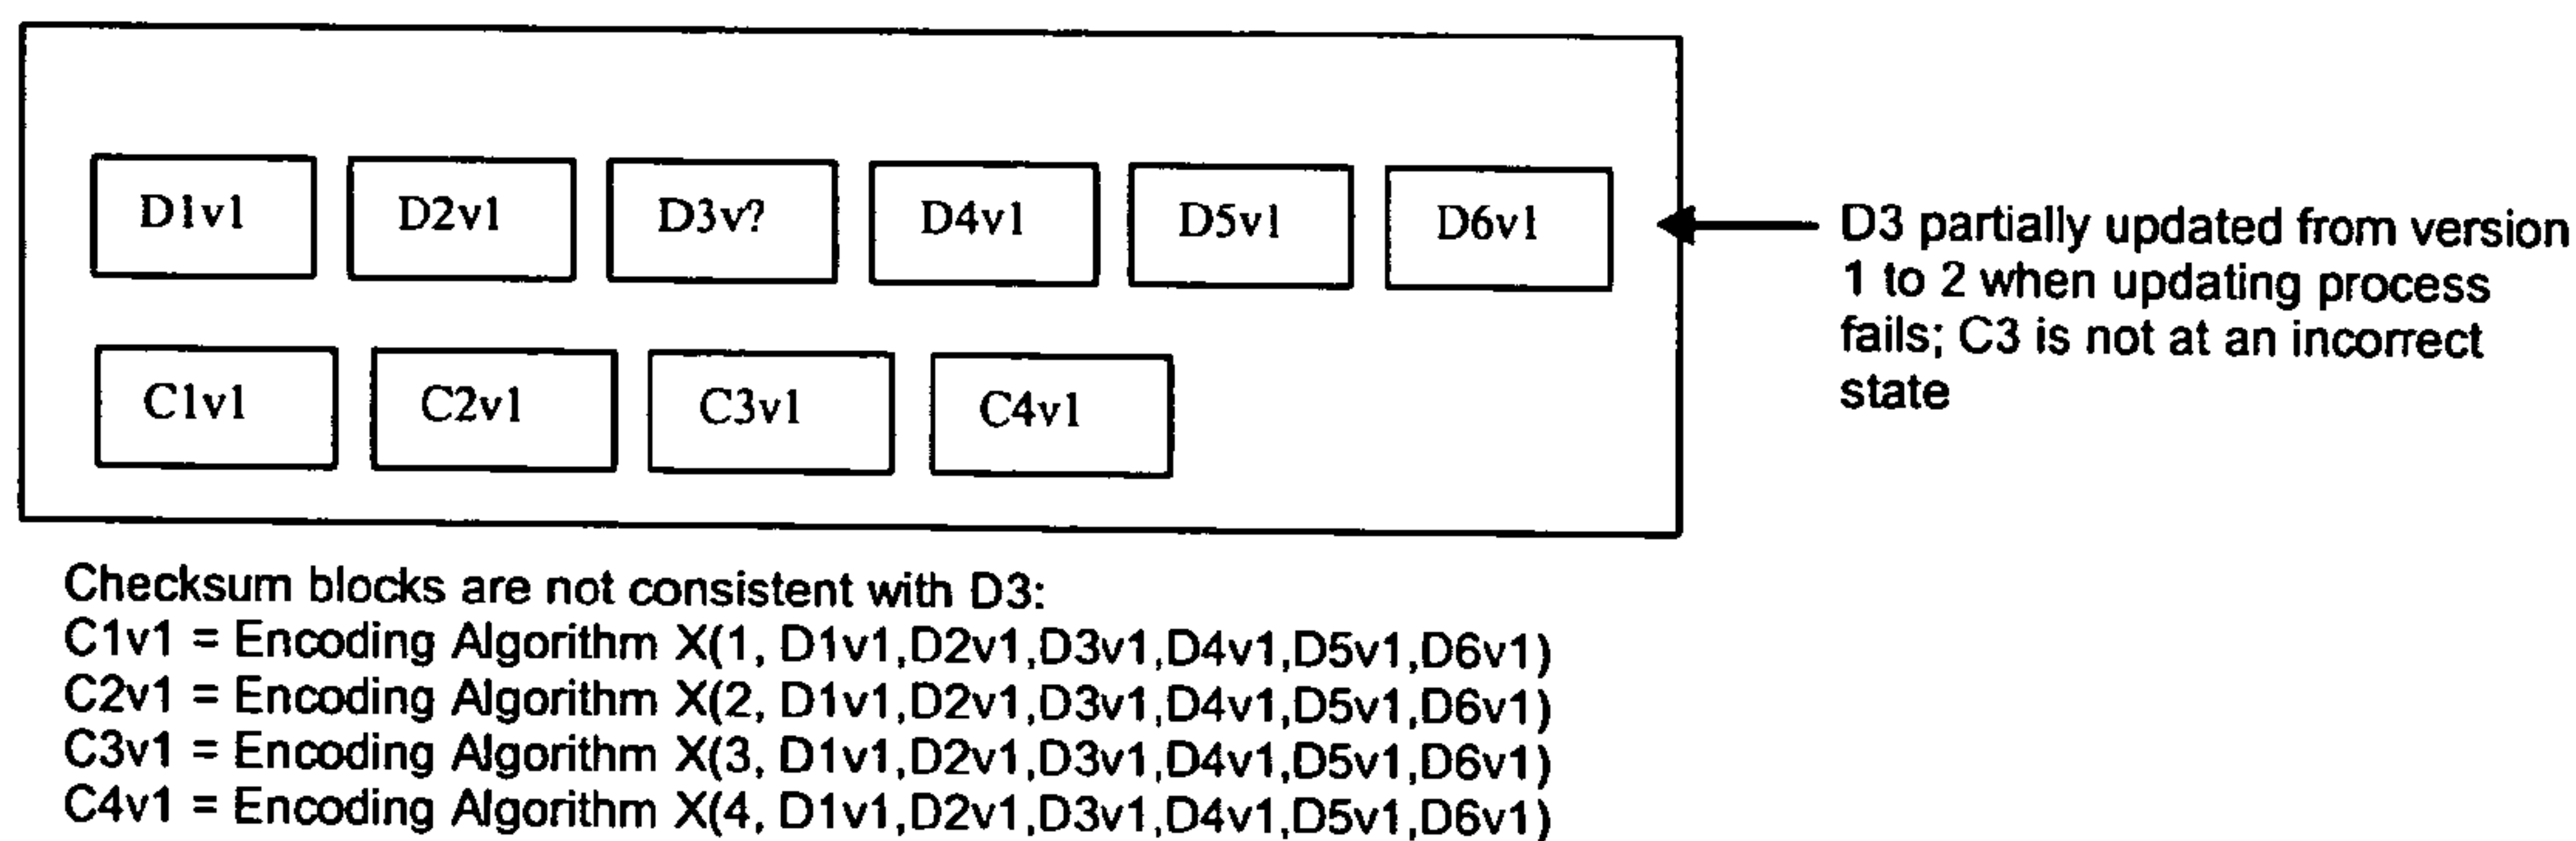 D1v1 D2v1 D3v? D4v1 D5v1 D6v1
D3 partially updated from version
1 to 2 when updating process
fails; C3 is not at an incorrect
state
C1v1 C2v1 C3v1 C4v1
Checksum blocks are not consistent with D3:
C1v1 = Encoding Algorithm X(1, D1v1,D2v1,D3v1,D4v1,D5v1,D6v1)
C2v1 = Encoding Algorithm X(2, D1v1,D2v1,D3v1,D4v1,D5v1,D6v1)
C3v1 = Encoding Algorithm X(3, D1v1,D2v1,D3v1,D4v1,D5v1,D6v1)
C4v1 = Encoding Algorithm X(4, D1v1,D2v1,D3v1,D4v1,D5v1,D6v1)